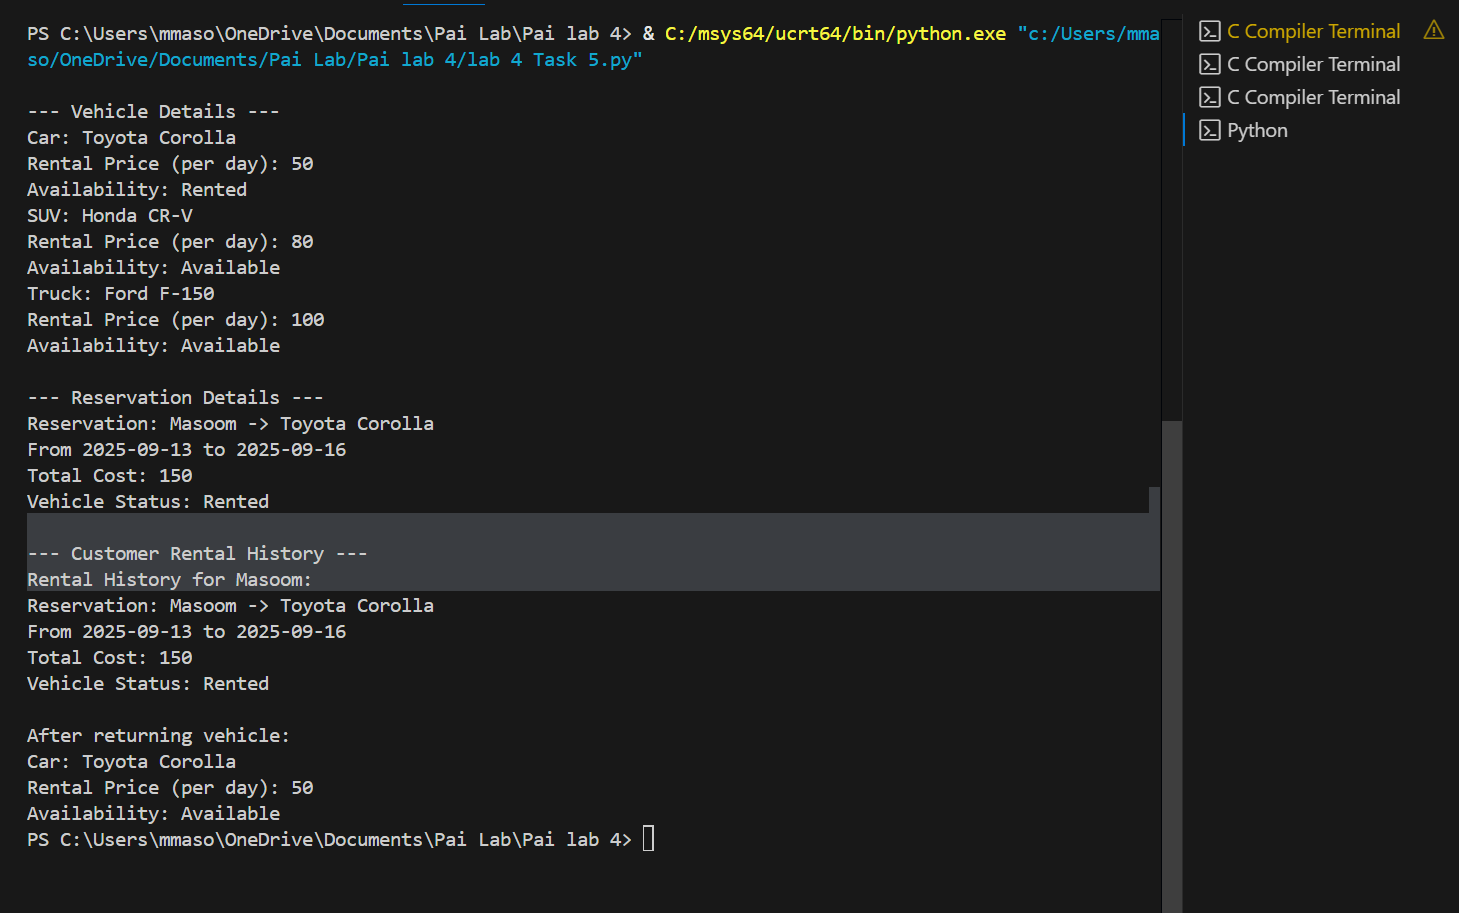 PS C:\Users\mmaso\OneDrive\Documents\Pai Lab\Pai lab 4> & C:/msys64/ucrt64/bin/python.exe "c:/Users/mma
so/OneDrive/Documents/Pai Lab/Pai lab 4/lab 4 Task 5.py"
--- Vehicle Details ---
Car: Toyota Corolla
Rental Price (per day): 50
Availability: Rented
SUV: Honda CR-V
Rental Price (per day): 80
Availability: Available
Truck: Ford F-150
Rental Price (per day): 100
Availability: Available
--- Reservation Details ---
Reservation: Masoom -> Toyota Corolla
From 2025-09-13 to 2025-09-16
Total Cost: 150
Vehicle Status: Rented
--- Customer Rental History ---
Rental History for Masoom:
Reservation: Masoom -> Toyota Corolla
From 2025-09-13 to 2025-09-16
Total Cost: 150
Vehicle Status: Rented
After returning vehicle:
Car: Toyota Corolla
Rental Price (per day): 50
Availability: Available
PS C:\Users\mmaso\OneDrive\Documents\Pai Lab\Pai lab 4>
C Compiler Terminal
C Compiler Terminal
C Compiler Terminal
Python